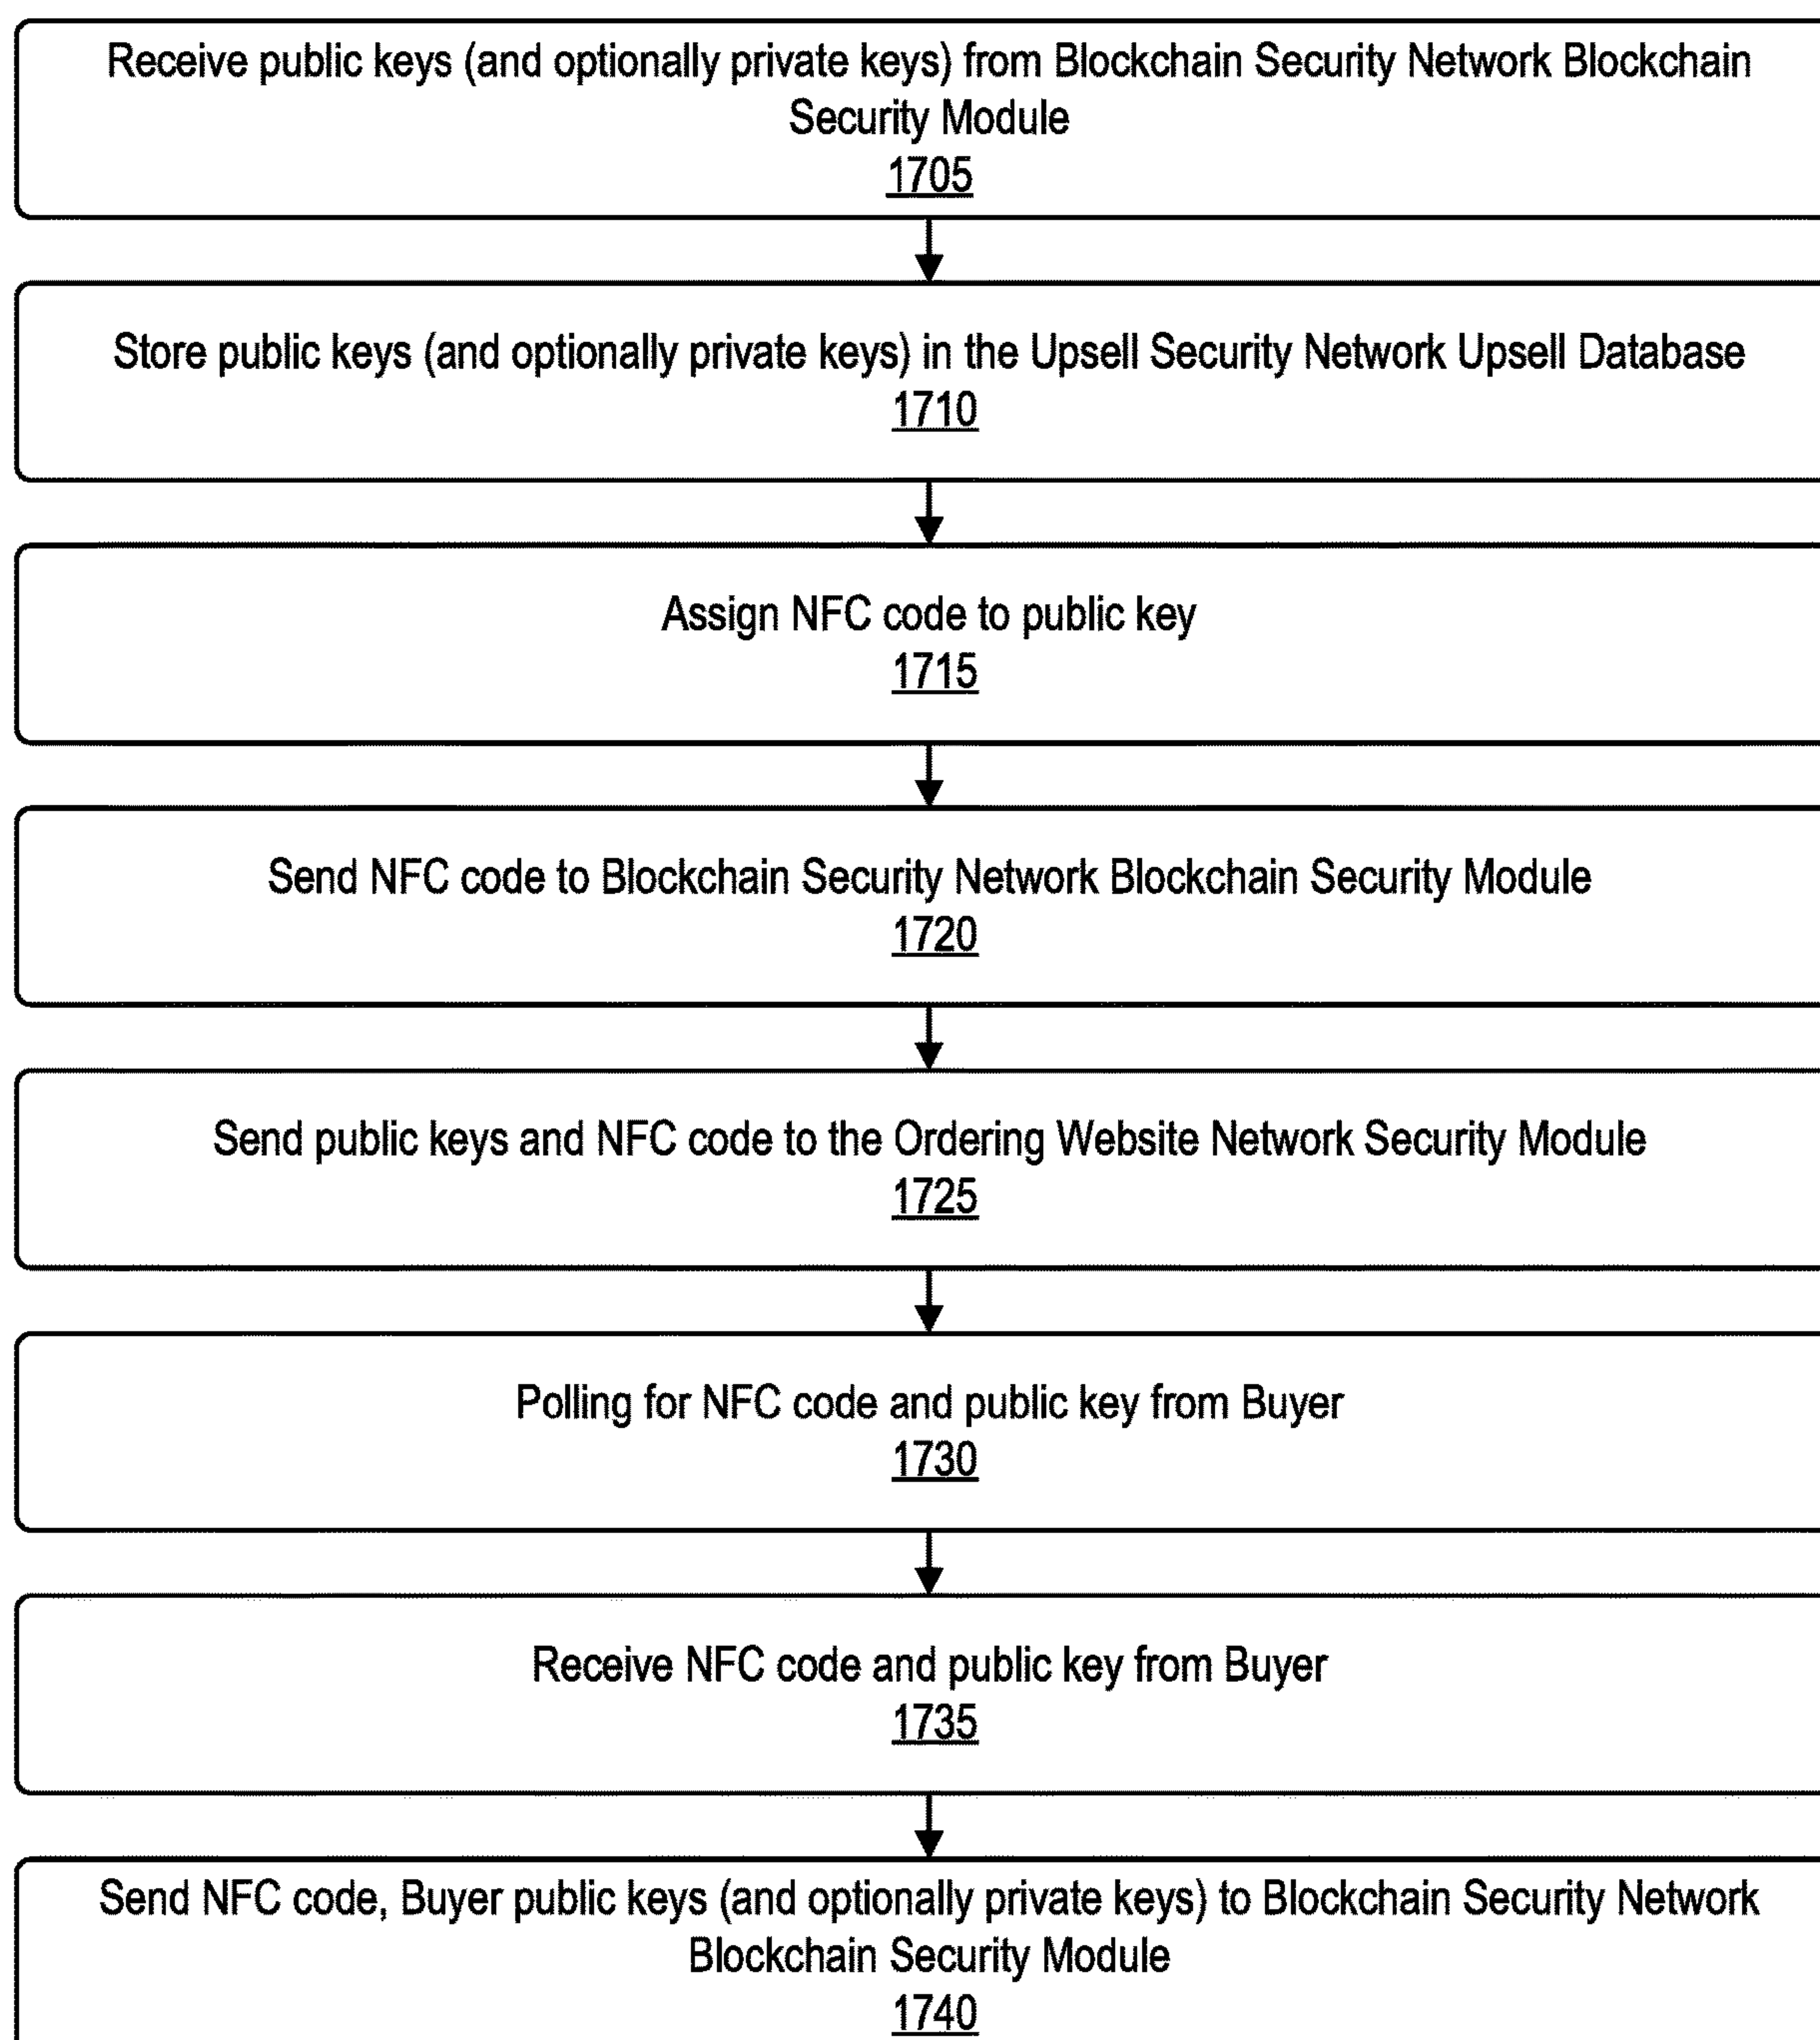 Receive public keys (and optionally private keys) from Blockchain Security Network Blockchain
Security Module
1705
Store public keys (and optionally private keys) in the Upsell Security Network Upsell Database
1710
Assign NFC code to public key
1715
Send NFC code to Blockchain Security Network Blockchain Security Module
1720
Send public keys and NFC code to the Ordering Website Network Security Module
1725
Polling for NFC code and public key from Buyer
1730
Receive NFC code and public key from Buyer
1735
Send NFC code, Buyer public keys (and optionally private keys) to Blockchain Security Network
Blockchain Security Module
1740